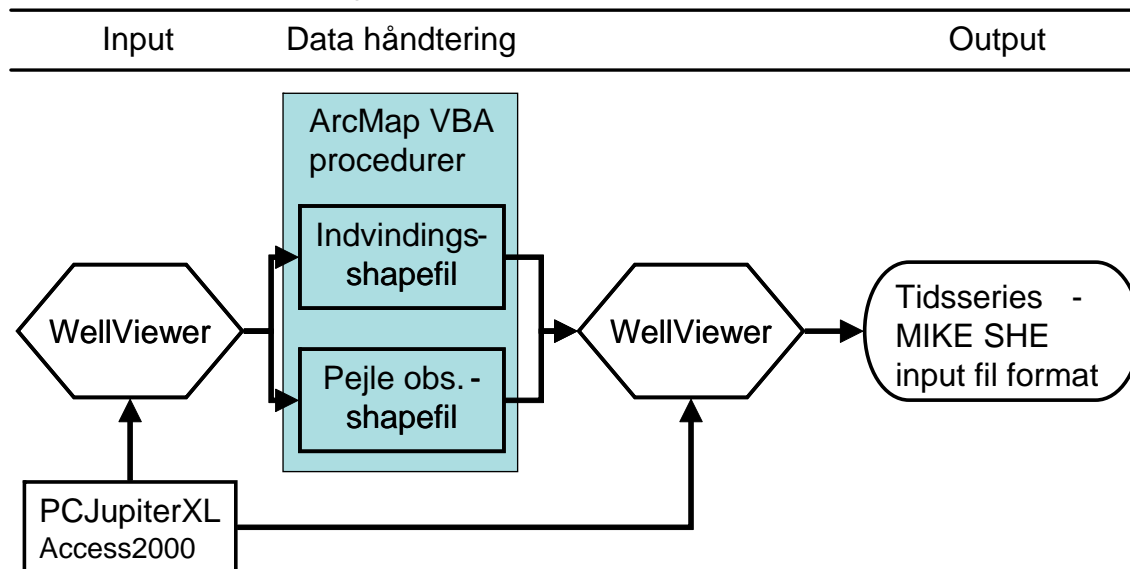 Input Data håndtering Output
ArcMap VBA
procedurer
Indvindings-
shapefil
Pejle obs.-
shapefil
WellViewer
WellViewer
Tidsseries -
MIKE SHE
input fil format
PCJupiterXL
Access2000